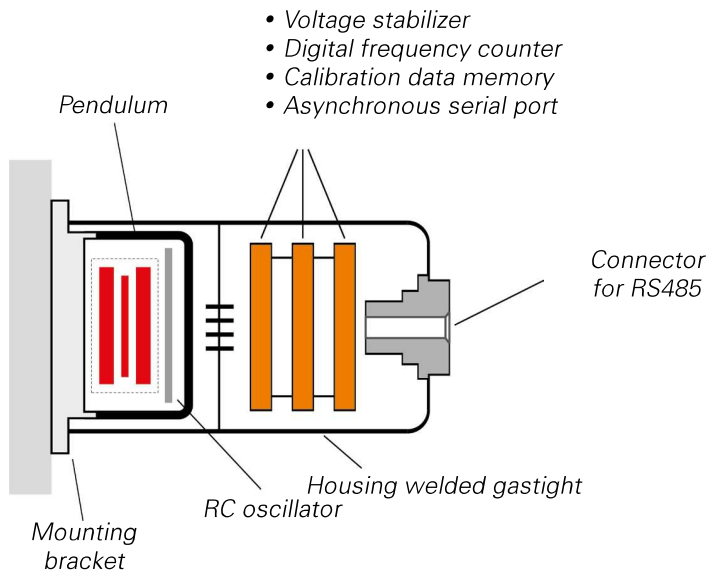 • Voltage stabilizer
• Digital frequency counter
• Calibration data memory
• Asynchronous serial port
Pendulum
Connector
for RS485
Housing welded gastight
RC oscillator
Mounting
bracket